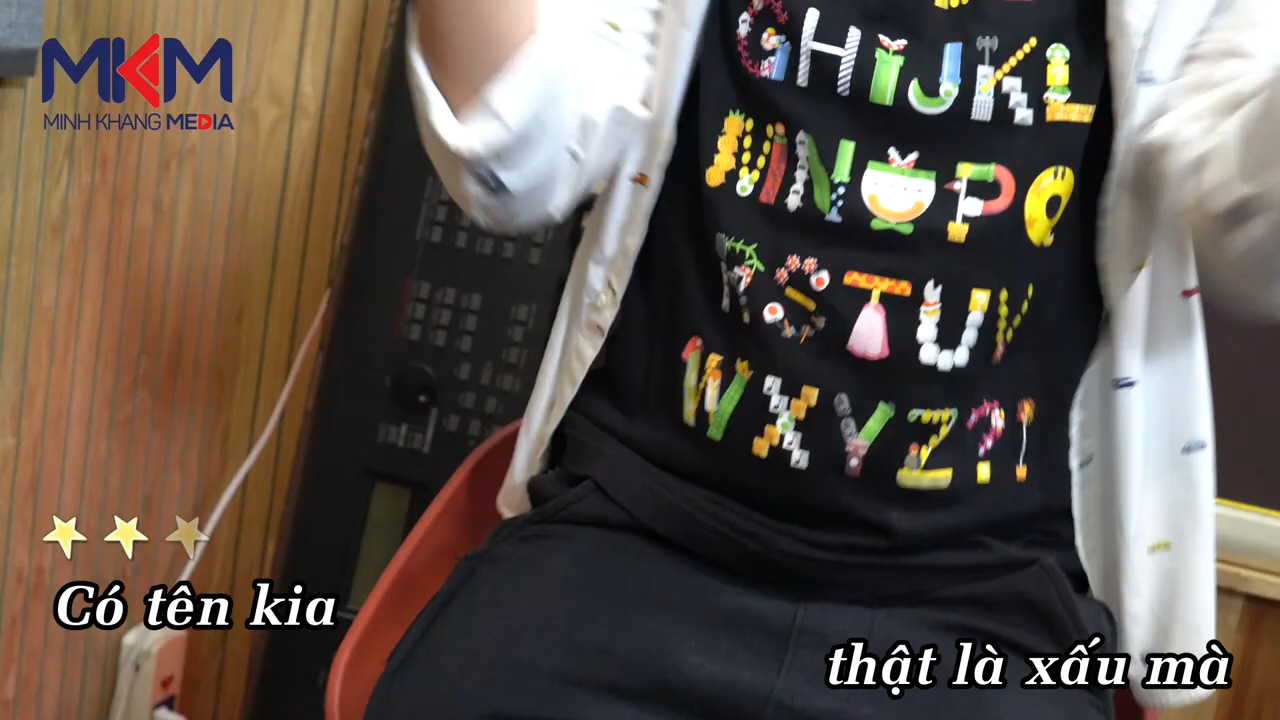 MKM
MINH KHANG MEDIA
GHIJKL
MNOPQ
RSTUV
WXYZ?!
Có tên kia
thật là xấu mà